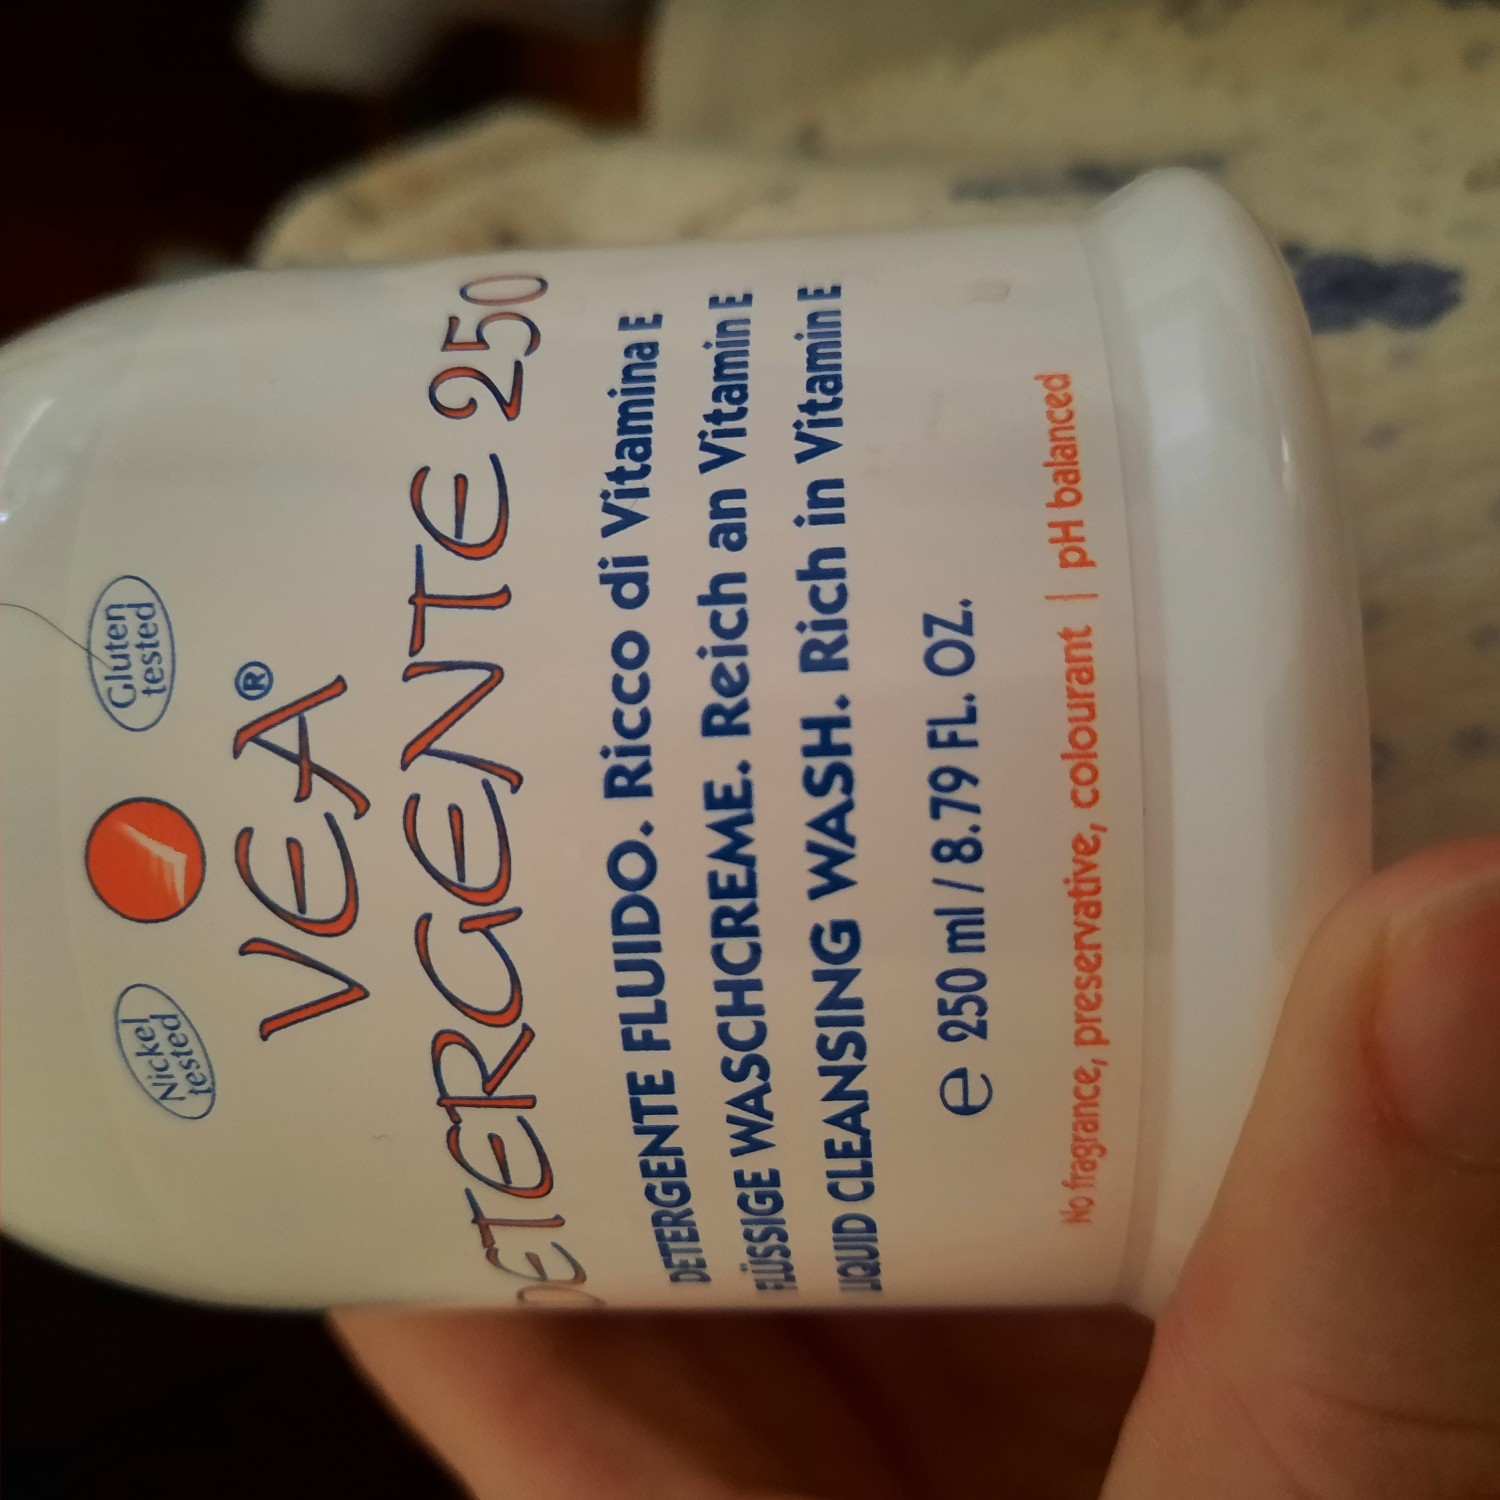 Nickel
tested
Gluten
tested
VEA®
DETERGENTE 250
DETERGENTE FLUIDO. Ricco di Vitamina E
FLÜSSIGE WASCHCREME. Reich an Vitamin E
LIQUID CLEANSING WASH. Rich in Vitamin E
℮ 250 ml / 8.79 FL. OZ.
No fragrance, preservative, colourant | pH balanced